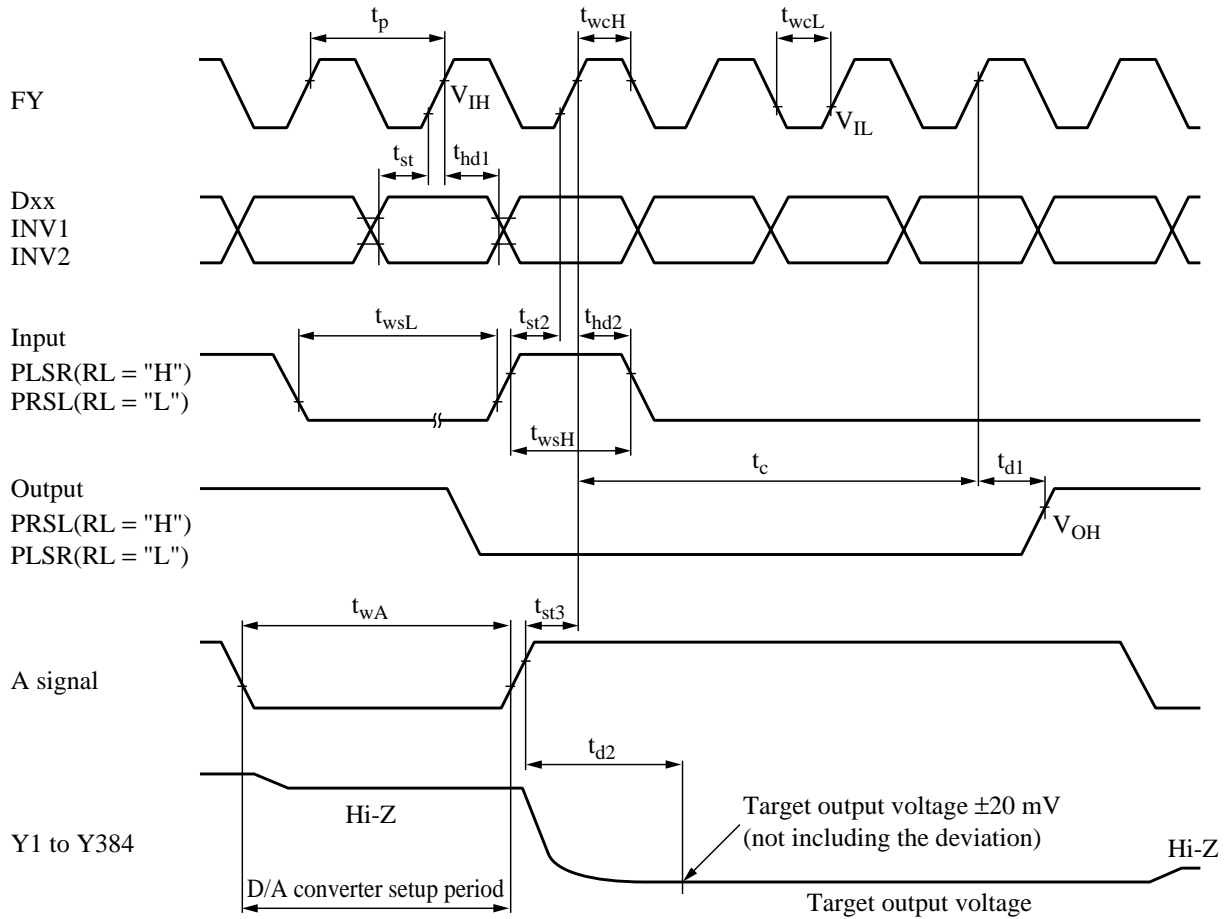 t_p
t_wcH
t_wcL
FY
V_IH
V_IL
t_st
t_hd1
Dxx
INV1
INV2
Input
PLSR(RL = "H")
PRSL(RL = "L")
t_wsL
t_st2
t_hd2
t_wsH
t_c
t_d1
Output
PRSL(RL = "H")
PLSR(RL = "L")
V_OH
t_wA
t_st3
A signal
t_d2
Hi-Z
Target output voltage ±20 mV
(not including the deviation)
Y1 to Y384
Hi-Z
D/A converter setup period
Target output voltage